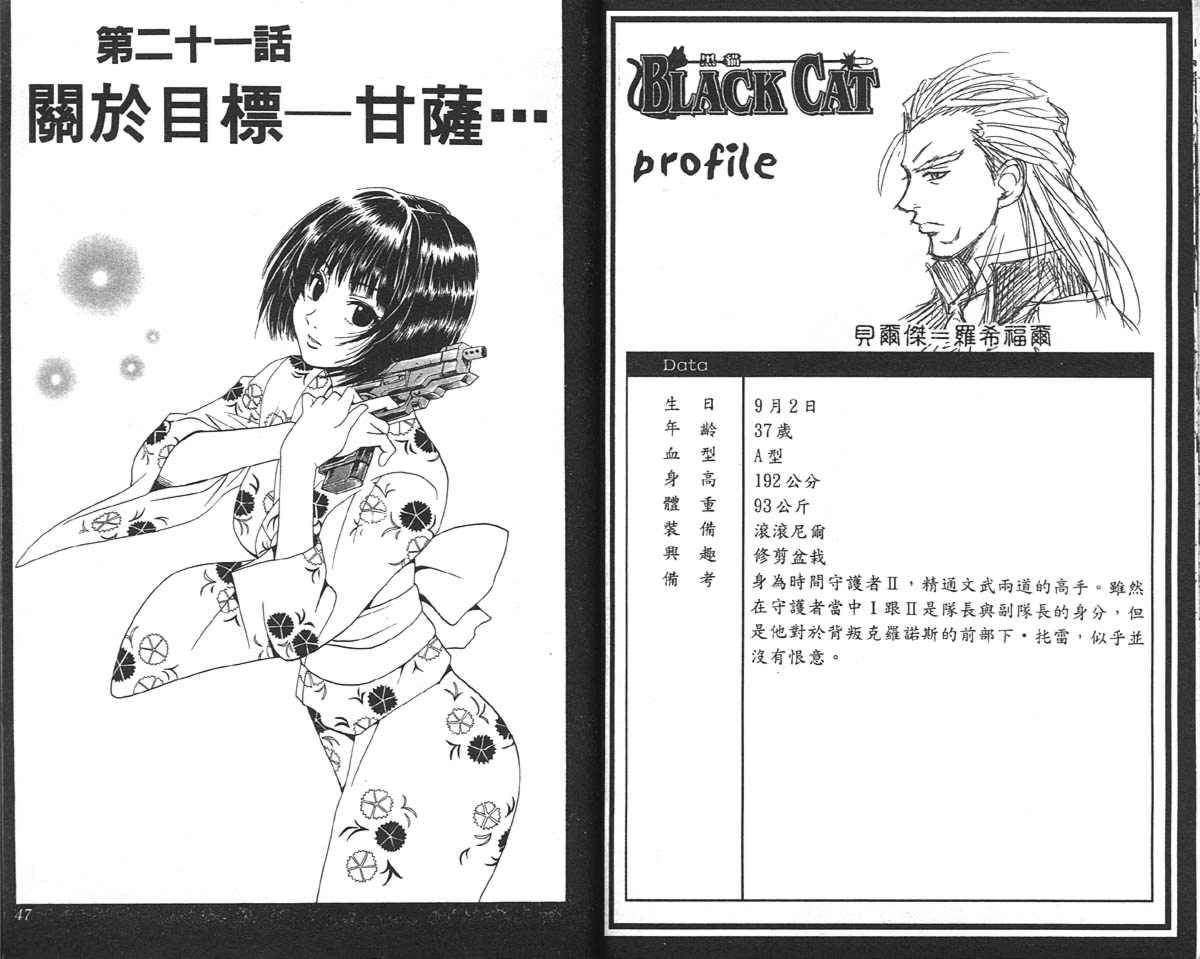 第二十一話
關於目標──甘薩…
47
黑貓
BLACK CAT
profile
貝爾傑＝羅希福爾
Data
生日 9月2日
年齡 37歲
血型 A型
身高 192公分
體重 93公斤
裝備 滾滾尼爾
興趣 修剪盆栽
備考 身為時間守護者Ⅱ，精通文武兩道的高手。雖然
在守護者當中Ⅰ跟Ⅱ是隊長與副隊長的身分，但
是他對於背叛克羅諾斯的前部下·托雷，似乎並
沒有恨意。